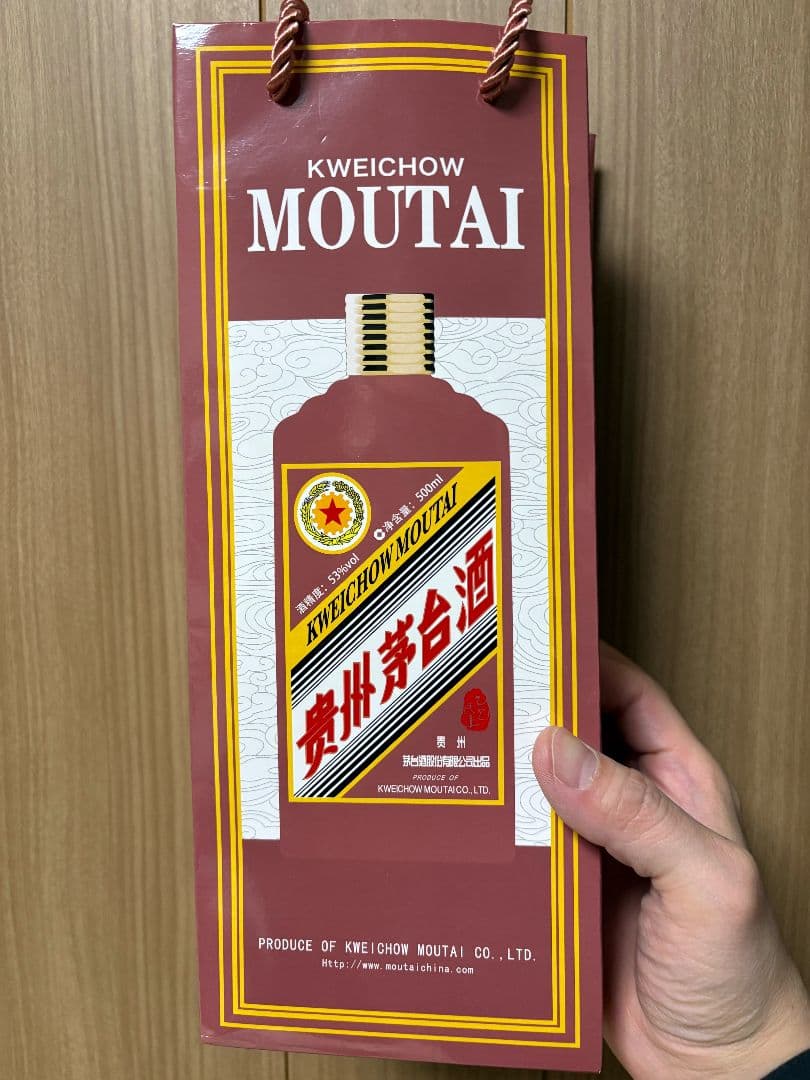 KWEICHOW
MOUTAI
酒精度：53%vol
净含量：500ml
KWEICHOW MOUTAI
贵州茅台酒
贵 州
茅台酒股份有限公司出品
PRODUCE OF
KWEICHOW MOUTAI CO., LTD.
PRODUCE OF KWEICHOW MOUTAI CO.,LTD.
Http://www.moutaichina.com